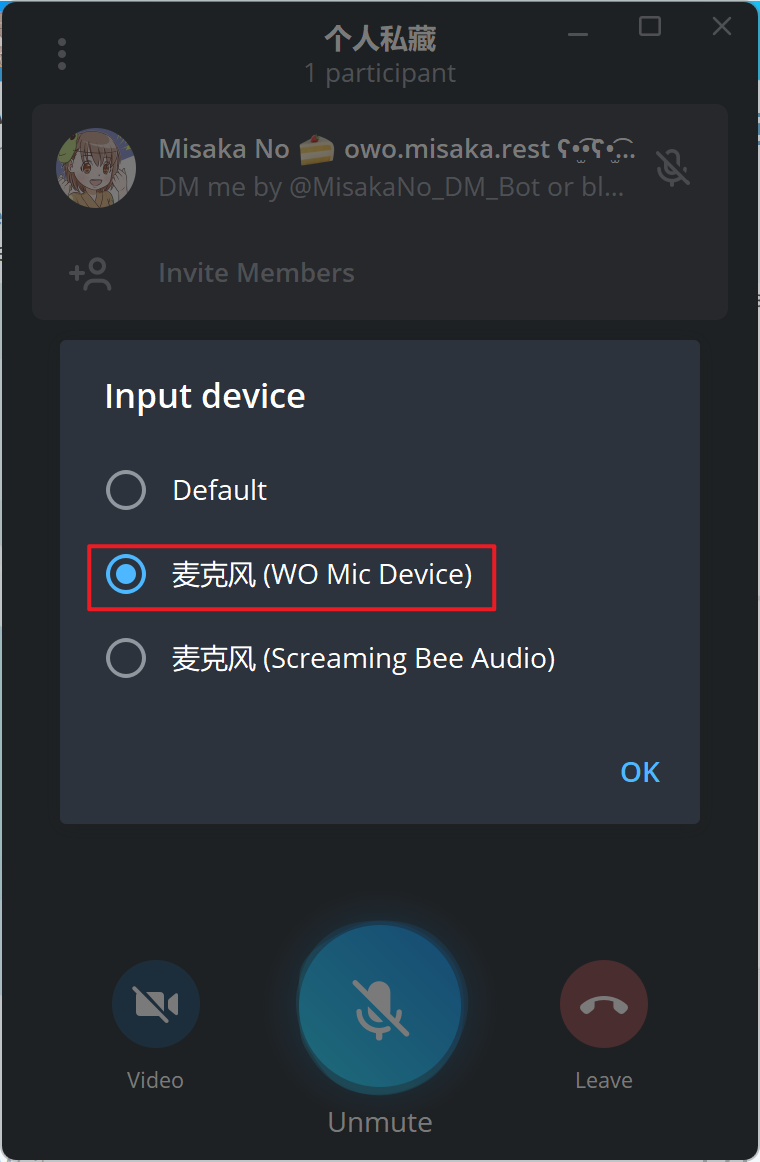 个人私藏
1 participant
Misaka No 🍰 owo.misaka.rest ʕ•̫͡•ʕ•̫͡...
DM me by @MisakaNo_DM_Bot or bl...
Invite Members
Input device
Default
麦克风 (WO Mic Device)
麦克风 (Screaming Bee Audio)
OK
Video
Leave
Unmute